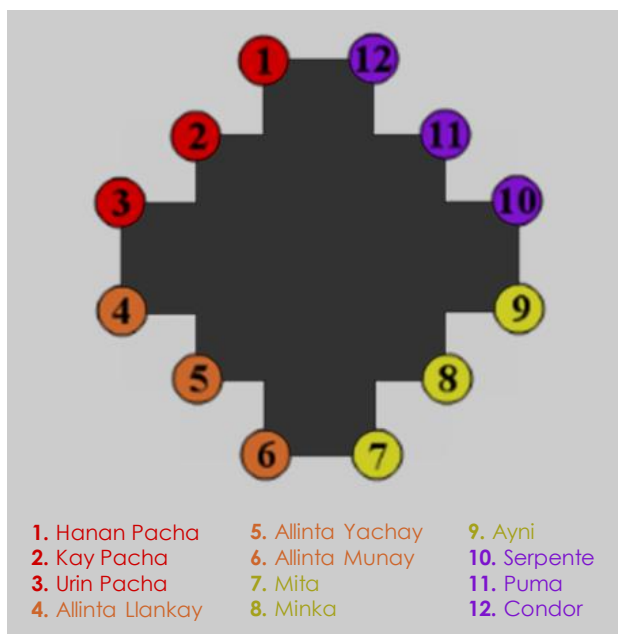 1 12
2 11
3 10
4 9
5 8
6 7
1. Hanan Pacha
2. Kay Pacha
3. Urin Pacha
4. Allinta Llankay
5. Allinta Yachay
6. Allinta Munay
7. Mita
8. Minka
9. Ayni
10. Serpente
11. Puma
12. Condor